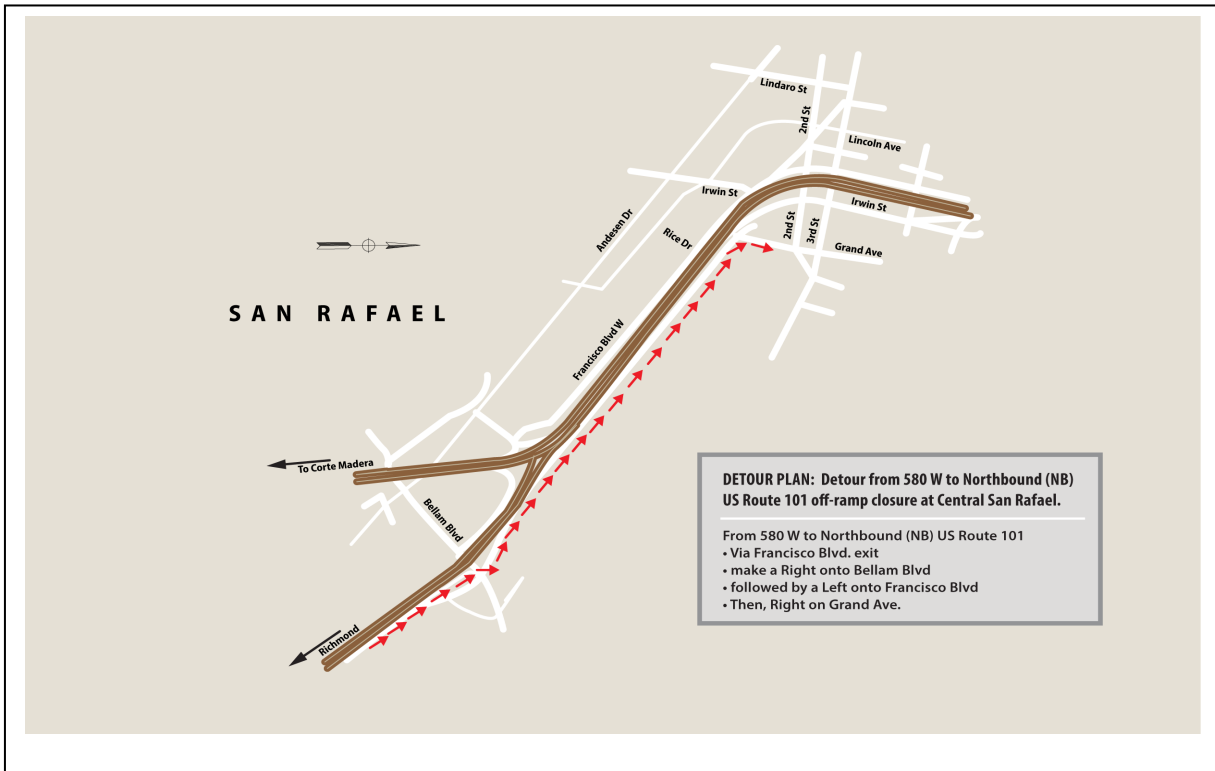 Lindaro St
2nd St
Lincoln Ave
Irwin St
Irwin St
Andesen Dr
Rice Dr
2nd St
3rd St
Grand Ave
SAN RAFAEL
Francisco Blvd W
To Corte Madera
Bellam Blvd
Richmond
DETOUR PLAN: Detour from 580 W to Northbound (NB)
US Route 101 off-ramp closure at Central San Rafael.
From 580 W to Northbound (NB) US Route 101
• Via Francisco Blvd. exit
• make a Right onto Bellam Blvd
• followed by a Left onto Francisco Blvd
• Then, Right on Grand Ave.